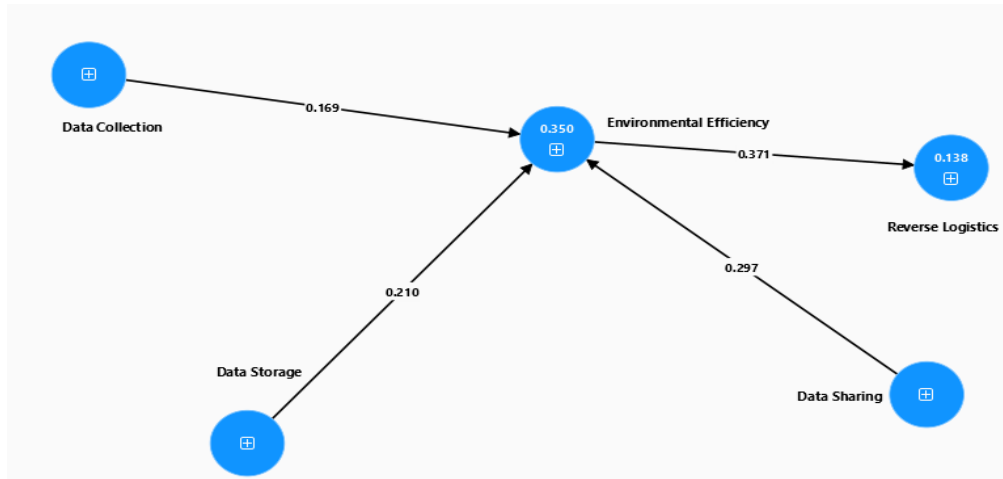 0.169
Data Collection
0.350
Environmental Efficiency
0.371
0.138
Reverse Logistics
0.297
0.210
Data Storage
Data Sharing